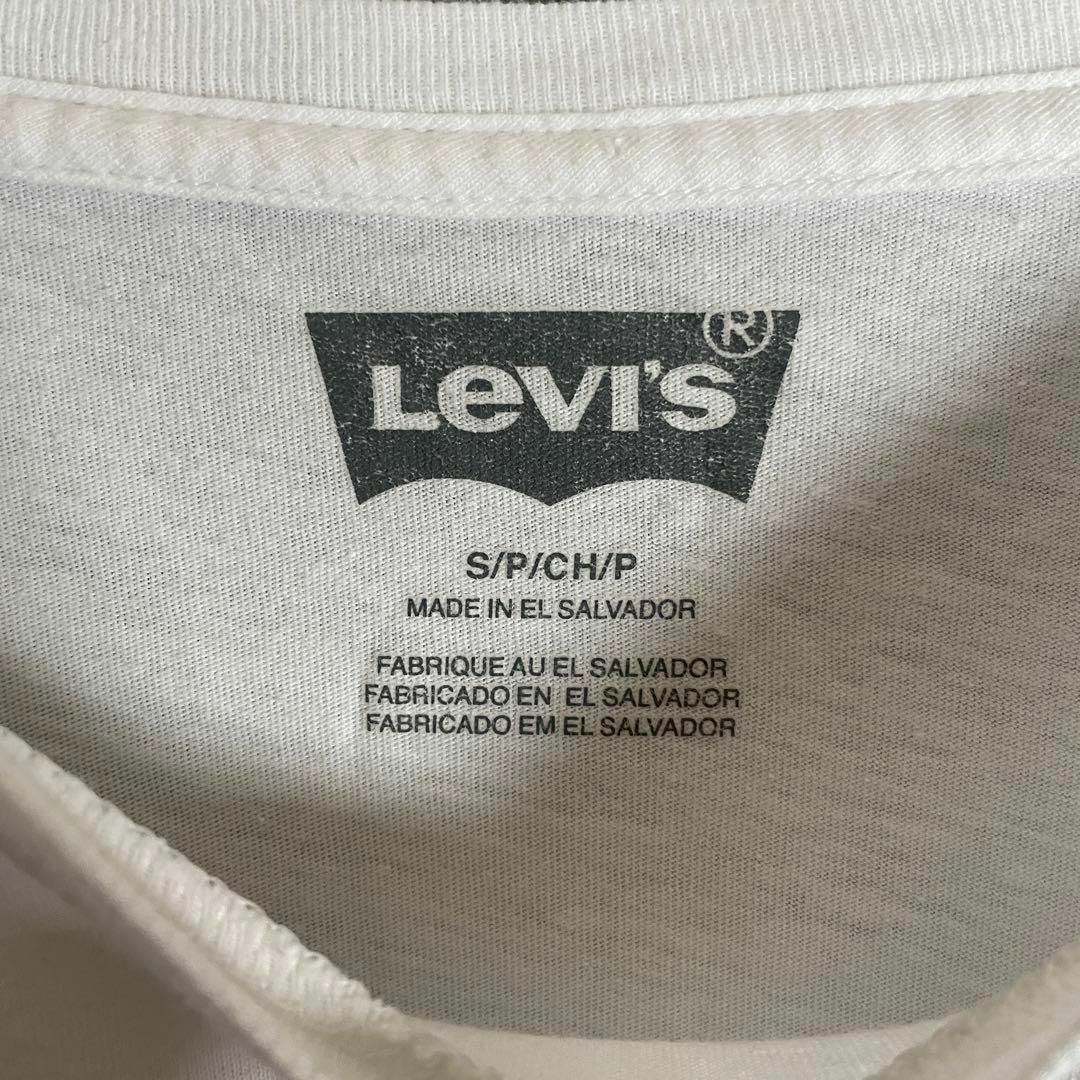 LEVI'S®
S/P/CH/P
MADE IN EL SALVADOR
FABRIQUE AU EL SALVADOR
FABRICADO EN EL SALVADOR
FABRICADO EM EL SALVADOR